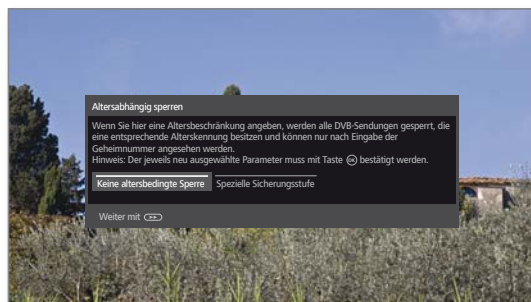 Altersabhängig sperren
Wenn Sie hier eine Altersbeschränkung angeben, werden alle DVB-Sendungen gesperrt, die
eine entsprechende Alterskennung besitzen und können nur nach Eingabe der
Geheimnummer angesehen werden.
Hinweis: Der jeweils neu ausgewählte Parameter muss mit Taste OK bestätigt werden.
Keine altersbedingte Sperre Spezielle Sicherungsstufe
Weiter mit